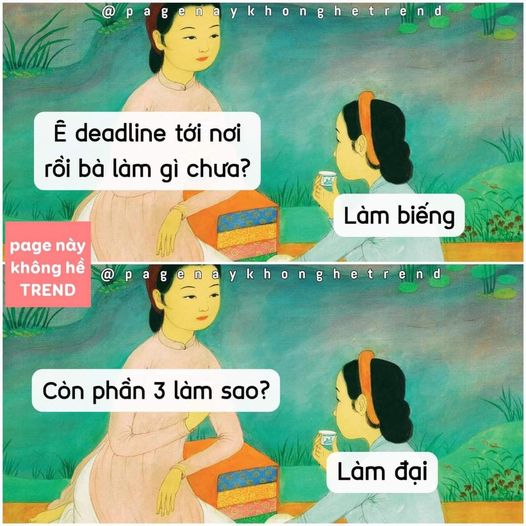 @pagenaykhonghetrend
Ê deadline tới nơi
rồi bà làm gì chưa?
Làm biếng
page này
không hề
TREND
@pagenaykhonghetrend
Còn phần 3 làm sao?
Làm đại